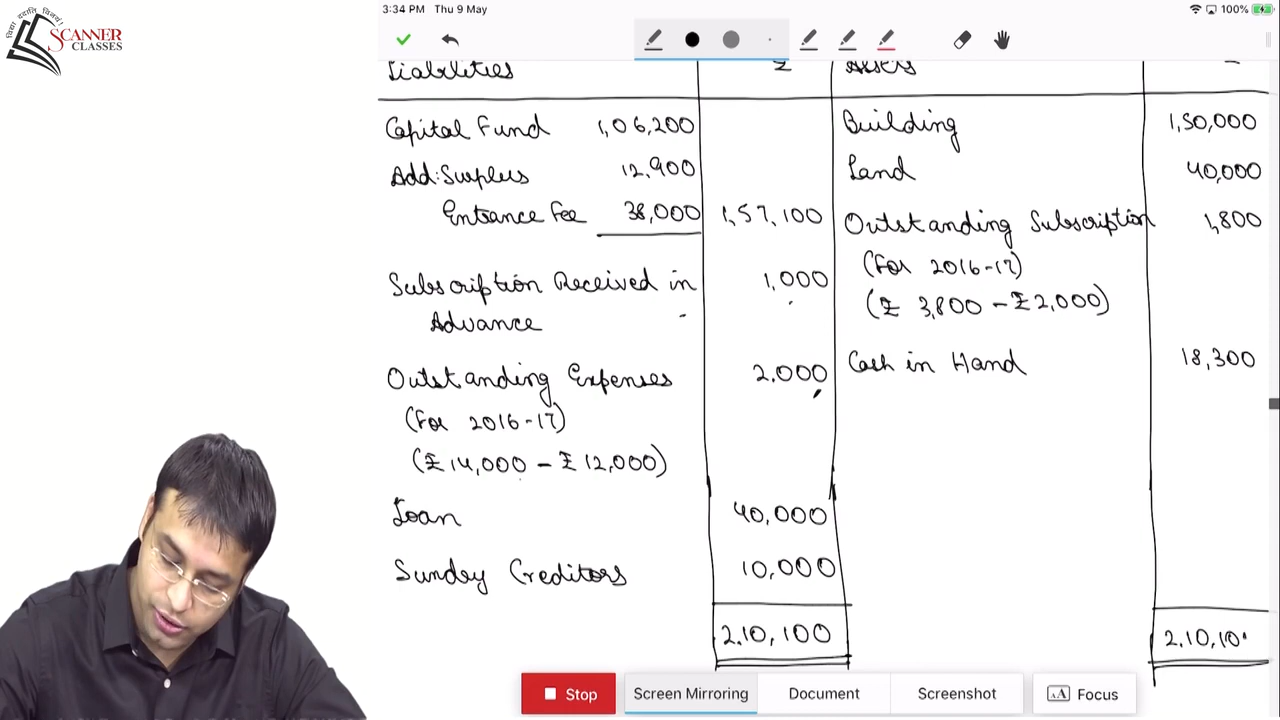 3:34 PM Thu 9 May
100%
SCANNER
CLASSES
Liabilities ₹ Assets
Capital Fund 1,06,200 Building 1,50,000
Add: Surplus 12,900 Land 40,000
Entrance Fee 38,000 1,57,100 Outstanding Subscription 1,800
(For 2016-17)
(₹ 3,800 - ₹2,000)
Subscription Received in 1,000
Advance
Cash in Hand 18,300
Outstanding Expenses 2,000
(For 2016-17)
(₹ 14,000 - ₹ 12,000)
Loan 40,000
Sunday Creditors 10,000
2,10,100 2,10,10
Stop Screen Mirroring Document Screenshot AA Focus